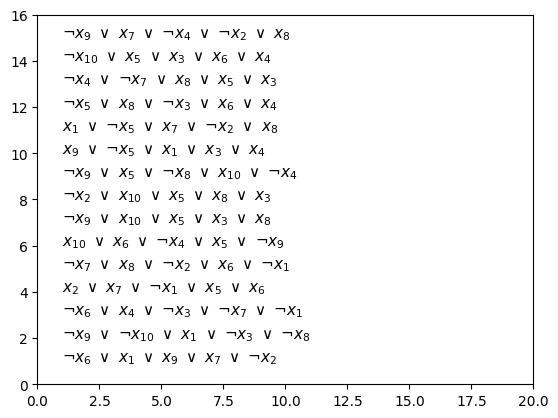 16
14
12
10
8
6
4
2
0
¬x₉ ∨ x₇ ∨ ¬x₄ ∨ ¬x₂ ∨ x₈
¬x₁₀ ∨ x₅ ∨ x₃ ∨ x₆ ∨ x₄
¬x₄ ∨ ¬x₇ ∨ x₈ ∨ x₅ ∨ x₃
¬x₅ ∨ x₈ ∨ ¬x₃ ∨ x₆ ∨ x₄
x₁ ∨ ¬x₅ ∨ x₇ ∨ ¬x₂ ∨ x₈
x₉ ∨ ¬x₅ ∨ x₁ ∨ x₃ ∨ x₄
¬x₉ ∨ x₅ ∨ ¬x₈ ∨ x₁₀ ∨ ¬x₄
¬x₂ ∨ x₁₀ ∨ x₅ ∨ x₈ ∨ x₃
¬x₉ ∨ x₁₀ ∨ x₅ ∨ x₃ ∨ x₈
x₁₀ ∨ x₆ ∨ ¬x₄ ∨ x₅ ∨ ¬x₉
¬x₇ ∨ x₈ ∨ ¬x₂ ∨ x₆ ∨ ¬x₁
x₂ ∨ x₇ ∨ ¬x₁ ∨ x₅ ∨ x₆
¬x₆ ∨ x₄ ∨ ¬x₃ ∨ ¬x₇ ∨ ¬x₁
¬x₉ ∨ ¬x₁₀ ∨ x₁ ∨ ¬x₃ ∨ ¬x₈
¬x₆ ∨ x₁ ∨ x₉ ∨ x₇ ∨ ¬x₂
0.0 2.5 5.0 7.5 10.0 12.5 15.0 17.5 20.0